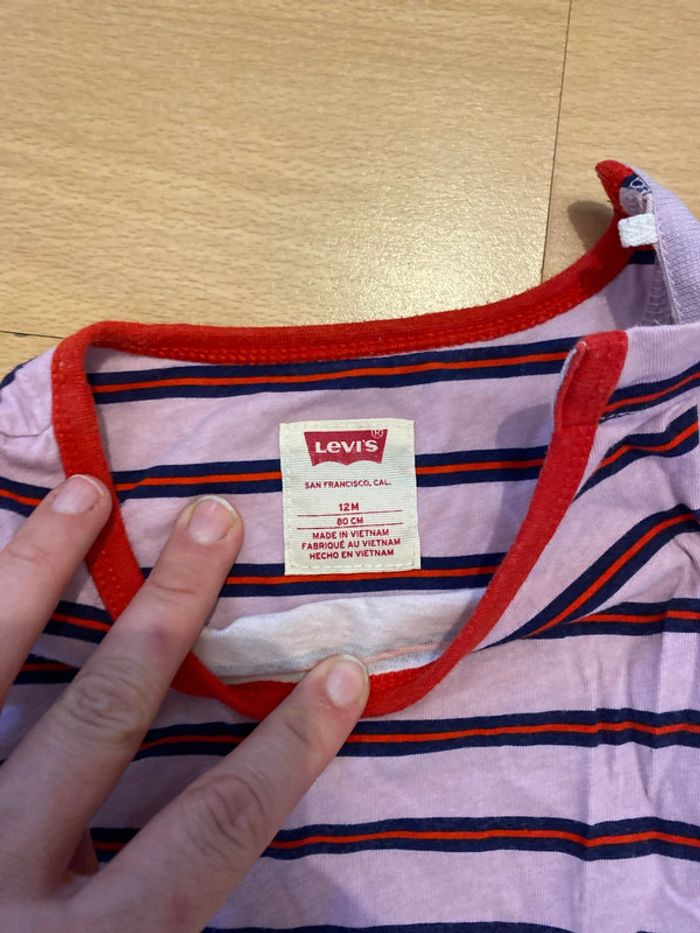 LEVI'S®
SAN FRANCISCO, CAL.
12M
80 CM
MADE IN VIETNAM
FABRIQUÉ AU VIETNAM
HECHO EN VIETNAM